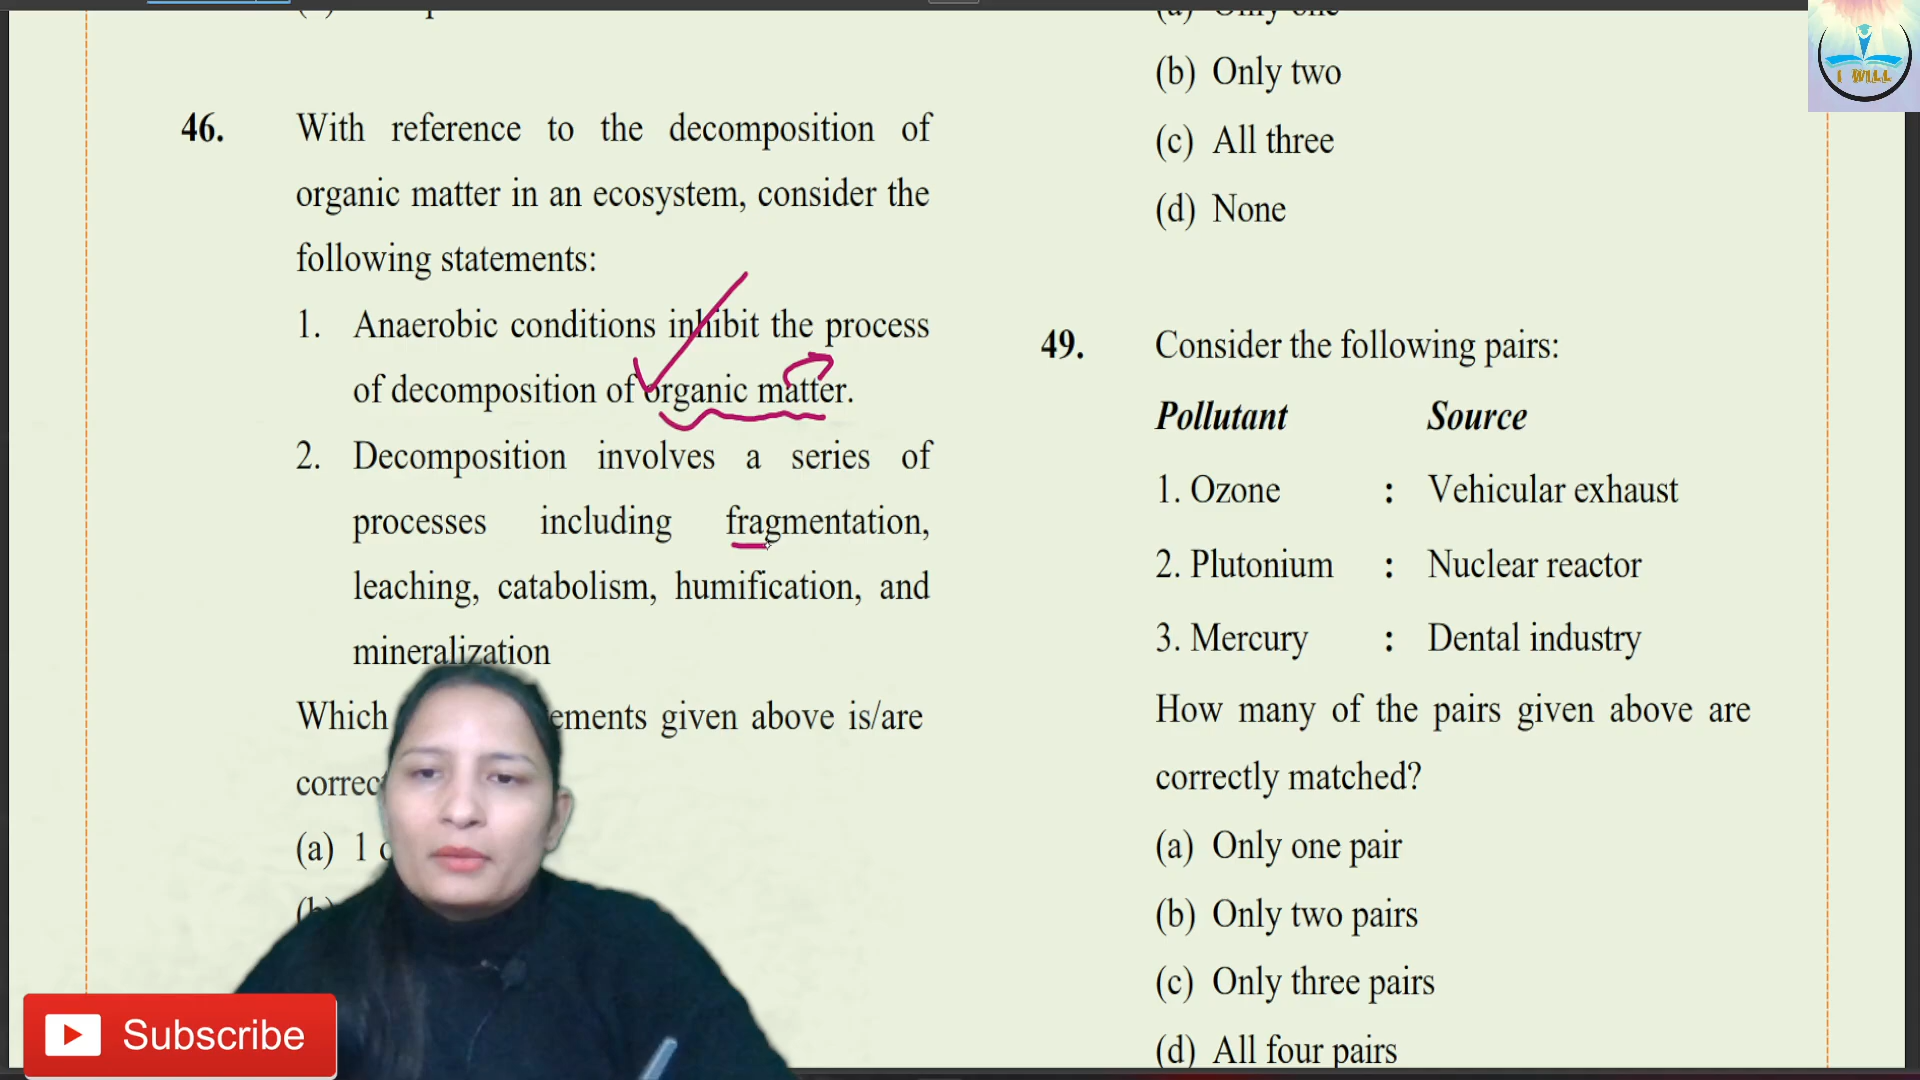 46. With reference to the decomposition of
organic matter in an ecosystem, consider the
following statements:
1. Anaerobic conditions inhibit the process
of decomposition of organic matter.
2. Decomposition involves a series of
processes including fragmentation,
leaching, catabolism, humification, and
mineralization
Which ements given above is/are
correc
(a) 1
(b)
(b) Only two
(c) All three
(d) None
49. Consider the following pairs:
Pollutant Source
1. Ozone : Vehicular exhaust
2. Plutonium : Nuclear reactor
3. Mercury : Dental industry
How many of the pairs given above are
correctly matched?
(a) Only one pair
(b) Only two pairs
(c) Only three pairs
(d) All four pairs
I WILL
Subscribe